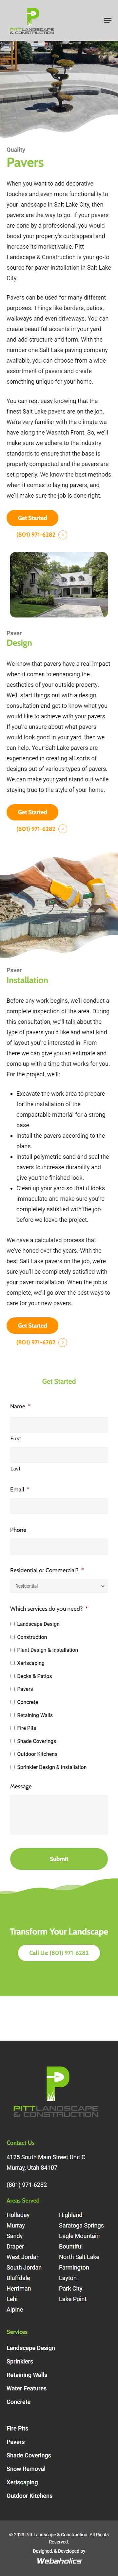 PITT LANDSCAPE
& CONSTRUCTION
Quality
Pavers
When you want to add decorative
touches and even more functionality to
your landscape in Salt Lake City, then
pavers are the way to go. If your pavers
are done by a professional, you will
boost your property's curb appeal and
increase its market value. Pitt
Landscape & Construction is your go-to
source for paver installation in Salt Lake
City.
Pavers can be used for many different
purposes. Things like borders, patios,
walkways and even driveways. You can
create beautiful accents in your yard
and add structure and form. With the
number one Salt Lake paving company
available, you can choose from a wide
assortment of pavers and create
something unique for your home.
You can rest easy knowing that the
finest Salt Lake pavers are on the job.
We're very familiar with the climate
along the Wasatch Front. So, we'll
make sure we adhere to the industry
standards to ensure that the base is
properly compacted and the pavers are
set properly. We know the best methods
when it comes to laying pavers, and
we'll make sure the job is done right.
Get Started
(801) 971-6282
Paver
Design
We know that pavers have a real impact
when it comes to enhancing the
aesthetics of your outside property.
We'll start out with a design
consultation and get to know what you
would like to achieve with your pavers.
If you're unsure about what pavers
would look good in your yard, then we
can help. Your Salt Lake pavers are
experienced in creating all sorts of
designs out of various types of pavers.
We can make your yard stand out while
staying true to the style of your home.
Get Started
(801) 971-6282
Paver
Installation
Before any work begins, we'll conduct a
complete inspection of the area. During
this consultation, we'll talk about the
type of pavers you'd like and what kind
of layout you're interested in. From
there we can give you an estimate and
come up with a time that works for you.
For the project, we'll:
Excavate the work area to prepare
for the installation of the
compactable material for a strong
base.
Install the pavers according to the
plans.
Install polymetric sand and seal the
pavers to increase durability and
give you the finished look.
Clean up your yard so that it looks
immaculate and make sure you're
completely satisfied with the job
before we leave the project.
We have a calculated process that
we've honed over the years. With the
best Salt Lake pavers on the job, we're
sure you'll be completely satisfied with
your paver installation. When the job is
complete, we'll go over the best ways to
care for your new pavers.
Get Started
(801) 971-6282
Get Started
Name *
First
Last
Email *
Phone
Residential or Commercial? *
Residential
Which services do you need? *
Landscape Design
Construction
Plant Design & Installation
Xeriscaping
Decks & Patios
Pavers
Concrete
Retaining Walls
Fire Pits
Shade Coverings
Outdoor Kitchens
Sprinkler Design & Installation
Message
Submit
Transform Your Landscape
Call Us: (801) 971-6282
PITT LANDSCAPE
& CONSTRUCTION
Contact Us
4125 South Main Street Unit C
Murray, Utah 84107
(801) 971-6282
Areas Served
Holladay
Murray
Sandy
Draper
West Jordan
South Jordan
Bluffdale
Herriman
Lehi
Alpine
Highland
Saratoga Springs
Eagle Mountain
Bountiful
North Salt Lake
Farmington
Layton
Park City
Lake Point
Services
Landscape Design
Sprinklers
Retaining Walls
Water Features
Concrete
Fire Pits
Pavers
Shade Coverings
Snow Removal
Xeriscaping
Outdoor Kitchens
© 2023 Pitt Landscape & Construction. All Rights
Reserved.
Designed, & Developed by
Webaholics